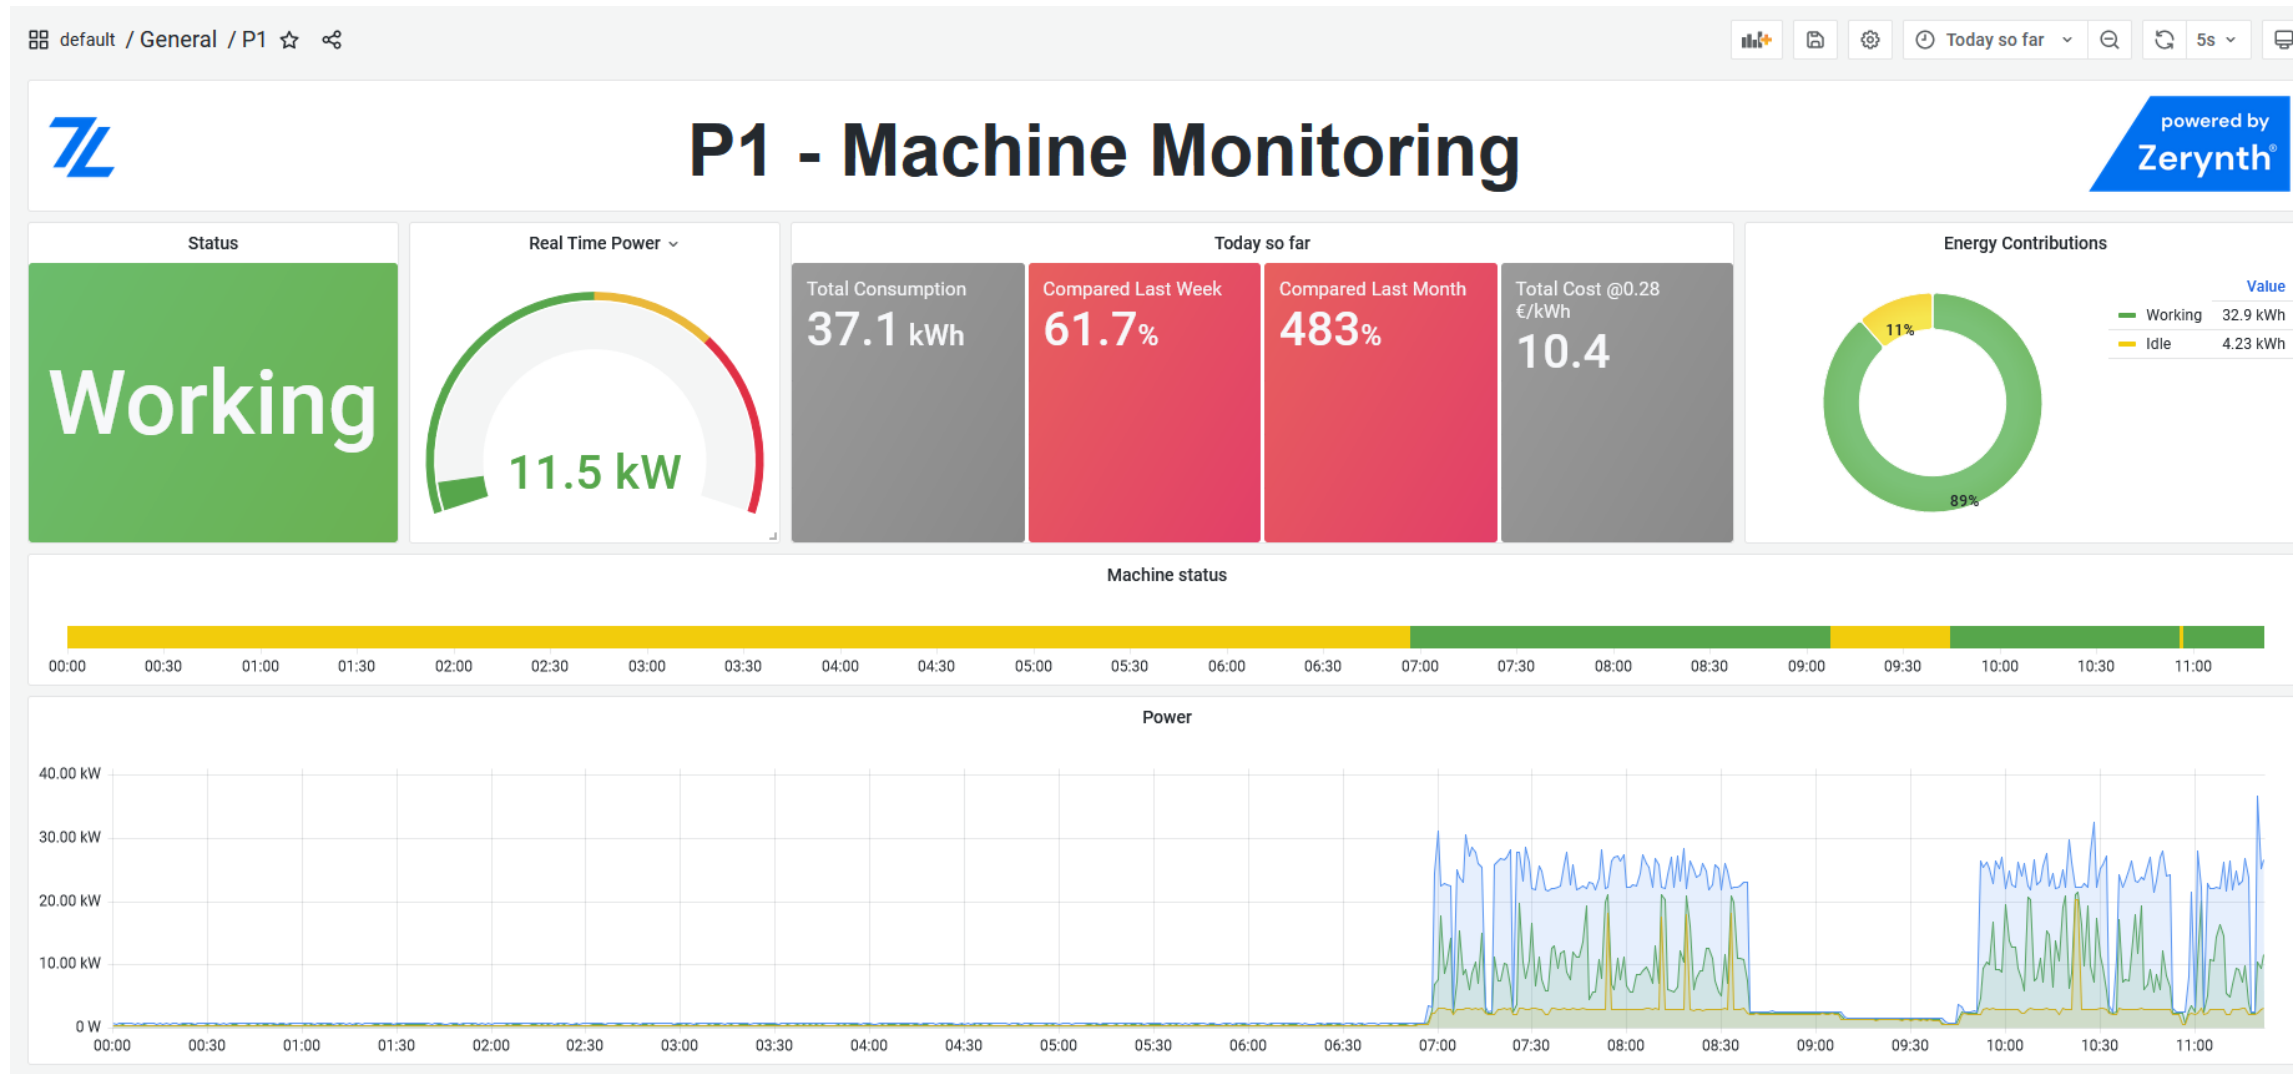 default / General / P1
Today so far
5s
P1 - Machine Monitoring
powered by
Zerynth®
Status
Working
Real Time Power
11.5 kW
Today so far
Total Consumption
37.1 kWh
Compared Last Week
61.7%
Compared Last Month
483%
Total Cost @0.28
€/kWh
10.4
Energy Contributions
Value
Working 32.9 kWh
Idle 4.23 kWh
11%
89%
Machine status
00:00 00:30 01:00 01:30 02:00 02:30 03:00 03:30 04:00 04:30 05:00 05:30 06:00 06:30 07:00 07:30 08:00 08:30 09:00 09:30 10:00 10:30 11:00
Power
40.00 kW
30.00 kW
20.00 kW
10.00 kW
0 W
00:00 00:30 01:00 01:30 02:00 02:30 03:00 03:30 04:00 04:30 05:00 05:30 06:00 06:30 07:00 07:30 08:00 08:30 09:00 09:30 10:00 10:30 11:00